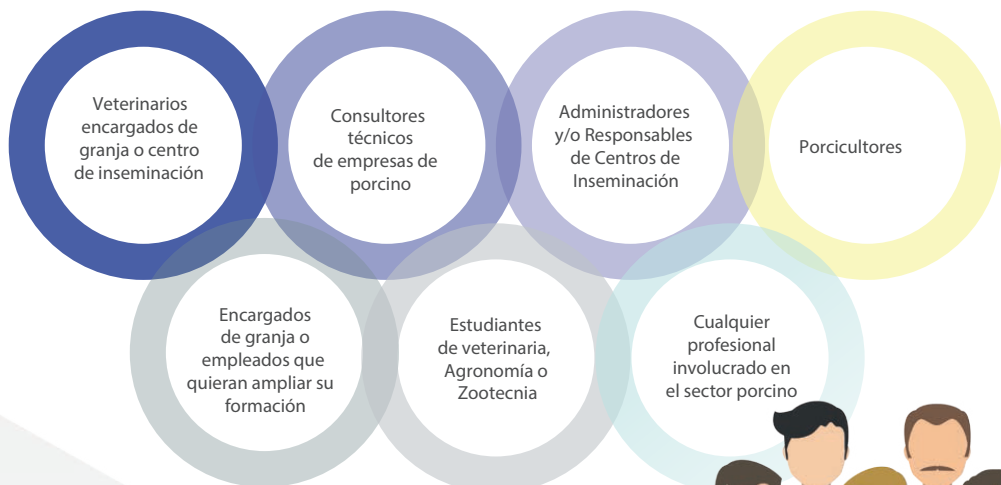 Veterinarios
encargados de
granja o centro
de inseminación
Consultores
técnicos
de empresas de
porcino
Administradores
y/o Responsables
de Centros de
Inseminación
Porcicultores
Encargados
de granja o
empleados que
quieran ampliar su
formación
Estudiantes
de veterinaria,
Agronomía o
Zootecnia
Cualquier
profesional
involucrado en
el sector porcino